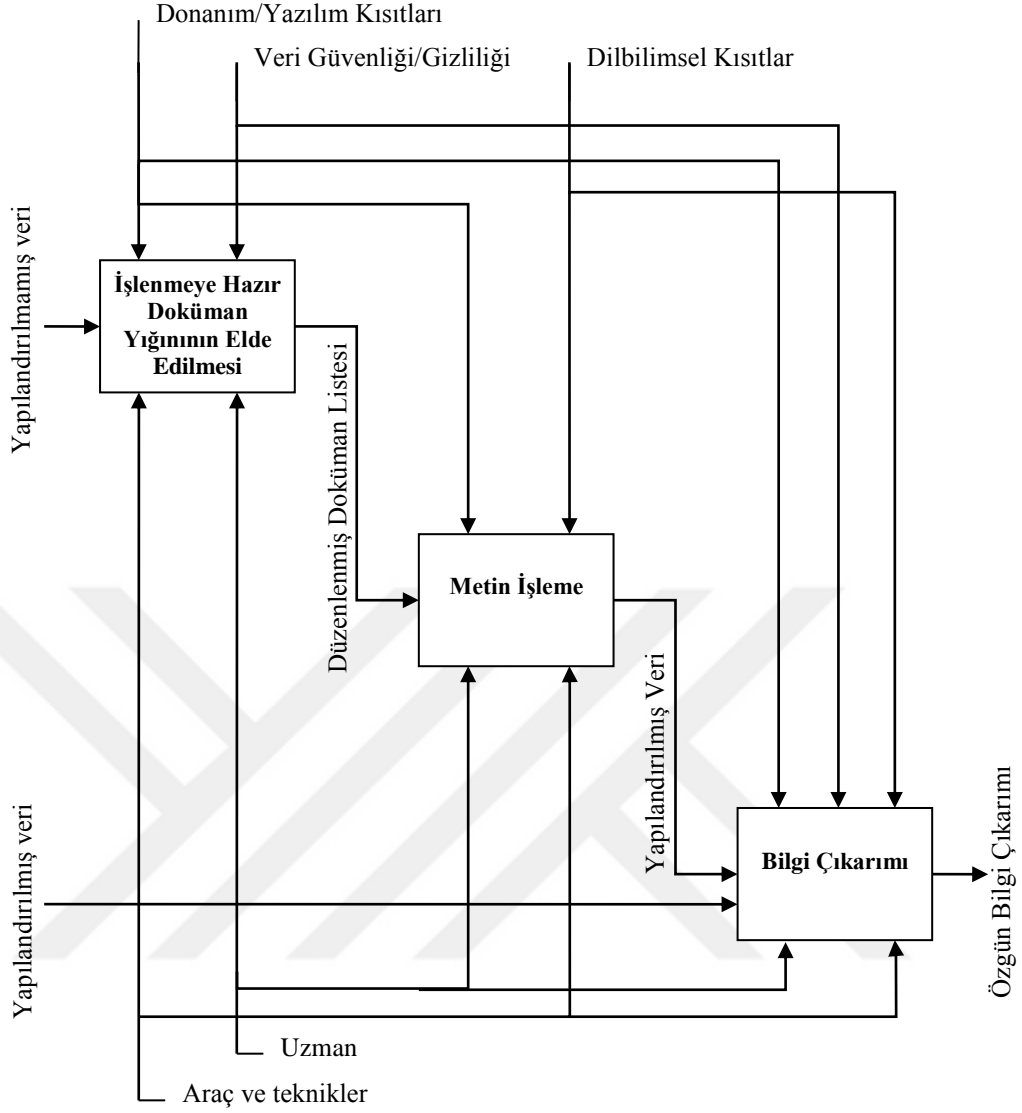 Donanım/Yazılım Kısıtları
Veri Güvenliği/Gizliliği
Dilbilimsel Kısıtlar
Yapılandırılmamış veri
İşlenmeye Hazır
Doküman
Yığınının Elde
Edilmesi
Düzenlenmiş Doküman Listesi
Metin İşleme
Yapılandırılmış Veri
Yapılandırılmış veri
Bilgi Çıkarımı
Özgün Bilgi Çıkarımı
Uzman
Araç ve teknikler